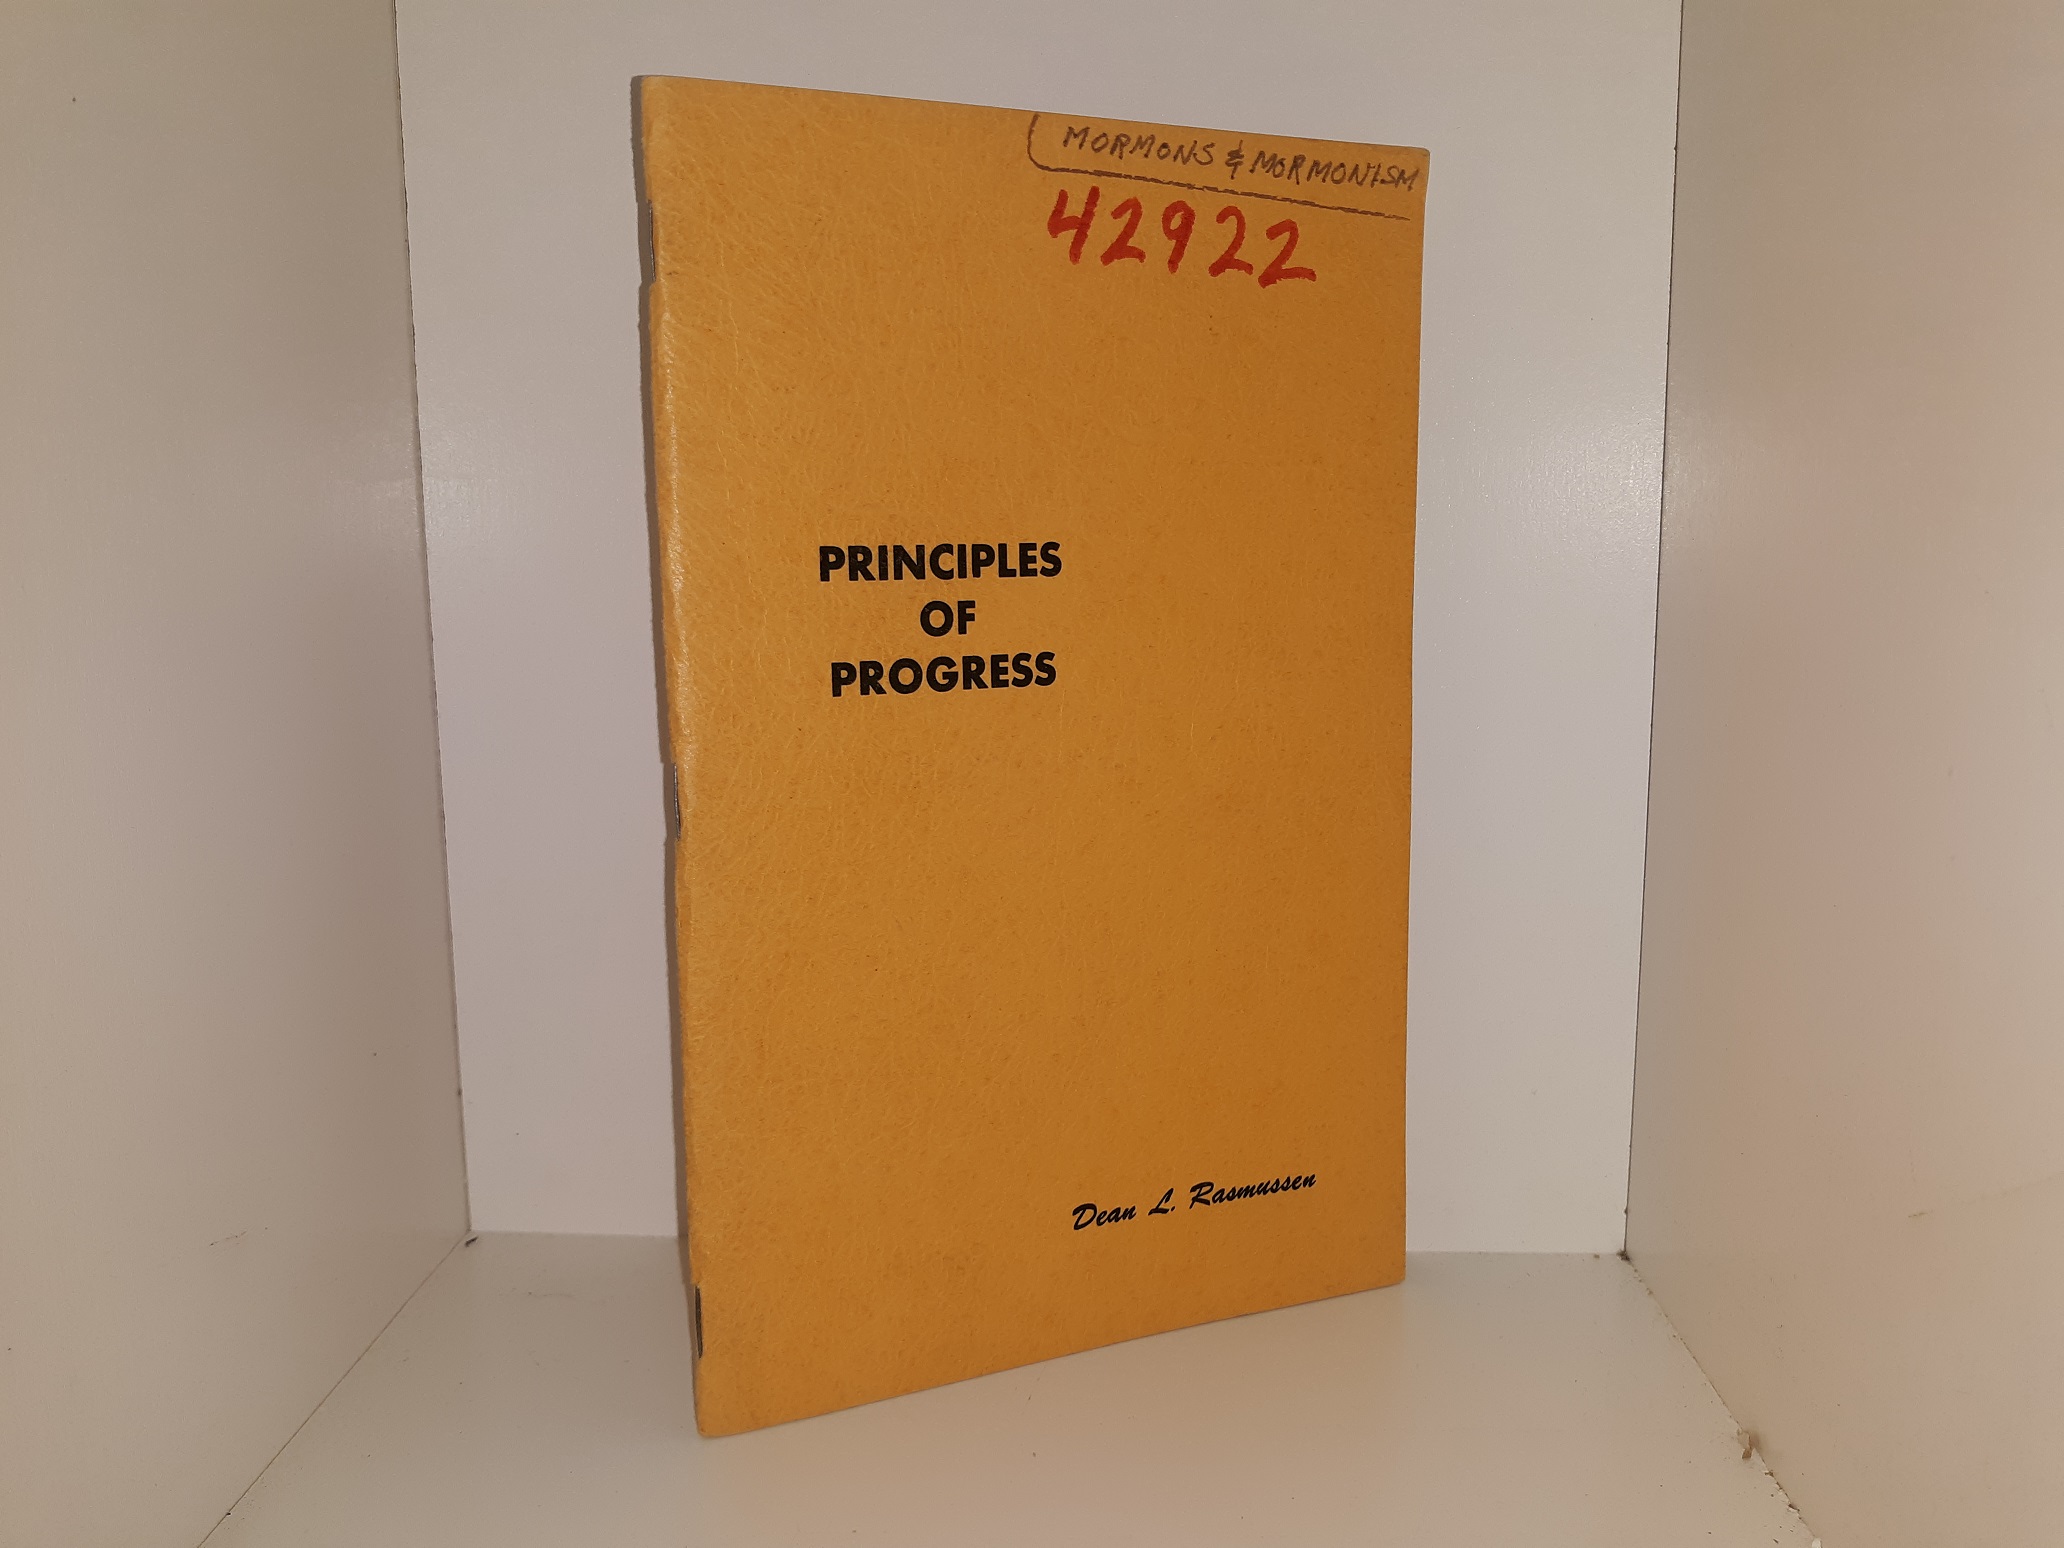 MORMONS & MORMONISM
42922
PRINCIPLES
OF
PROGRESS
Dean L. Rasmussen